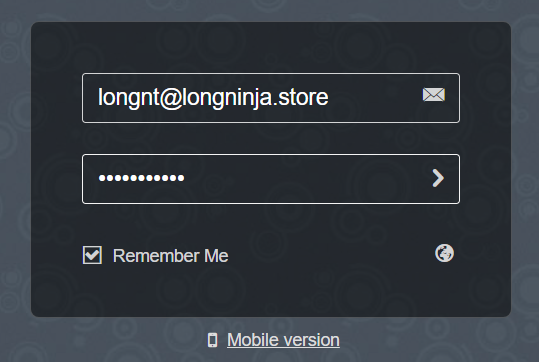 longnt@longninja.store
•••••••••••
Remember Me
Mobile version